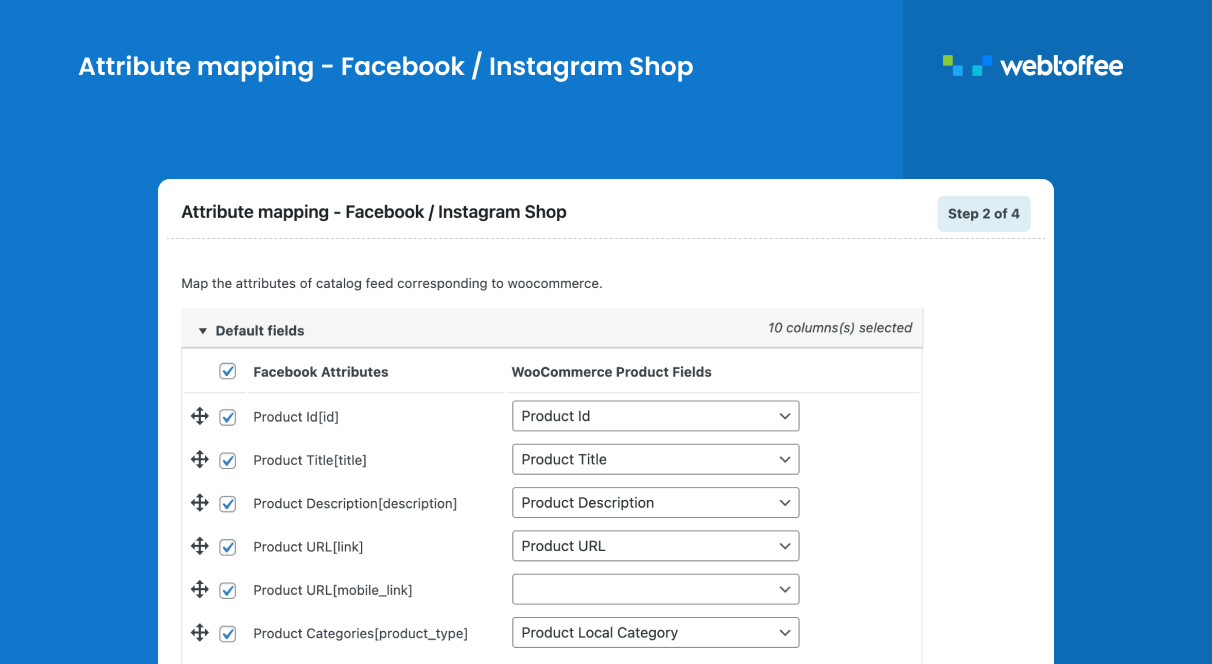 Attribute mapping - Facebook / Instagram Shop
webtoffee
Attribute mapping - Facebook / Instagram Shop
Step 2 of 4
Map the attributes of catalog feed corresponding to woocommerce.
Default fields
10 columns(s) selected
Facebook Attributes WooCommerce Product Fields
Product Id[id] Product Id
Product Title[title] Product Title
Product Description[description] Product Description
Product URL[link] Product URL
Product URL[mobile_link]
Product Categories[product_type] Product Local Category